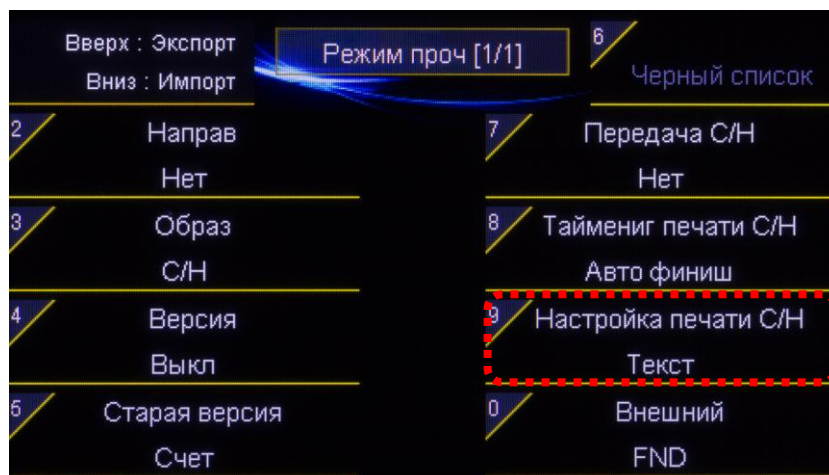 Вверх : Экспорт
Вниз : Импорт
Режим проч [1/1]
6
Черный список
2
Направ
Нет
7
Передача С/Н
Нет
3
Образ
С/Н
8
Таймениг печати С/Н
Авто финиш
4
Версия
Выкл
9
Настройка печати С/Н
Текст
5
Старая версия
Счет
0
Внешний
FND